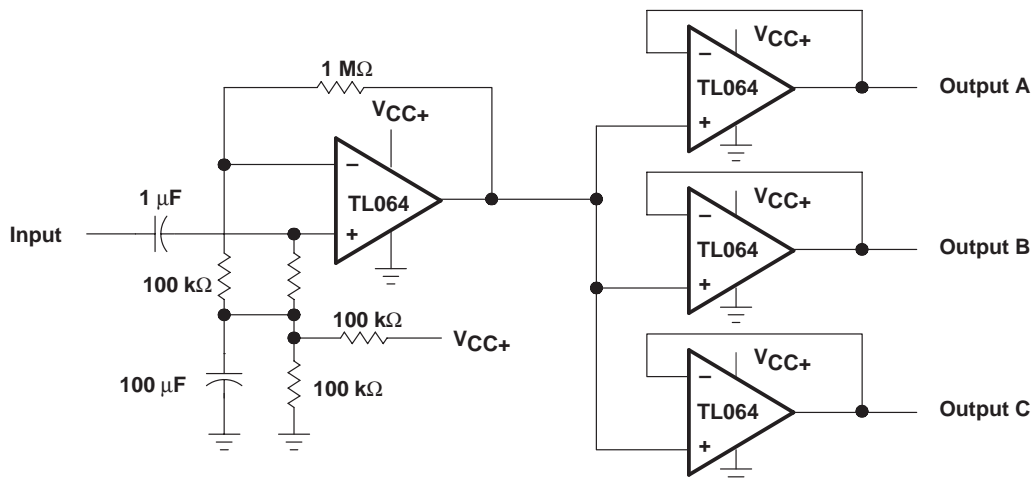 1 MΩ
VCC+
−
TL064
+
1 μF
Input
100 kΩ
100 kΩ
VCC+
100 μF
100 kΩ
VCC+
−
TL064
+
Output A
VCC+
−
TL064
+
Output B
VCC+
−
TL064
+
Output C